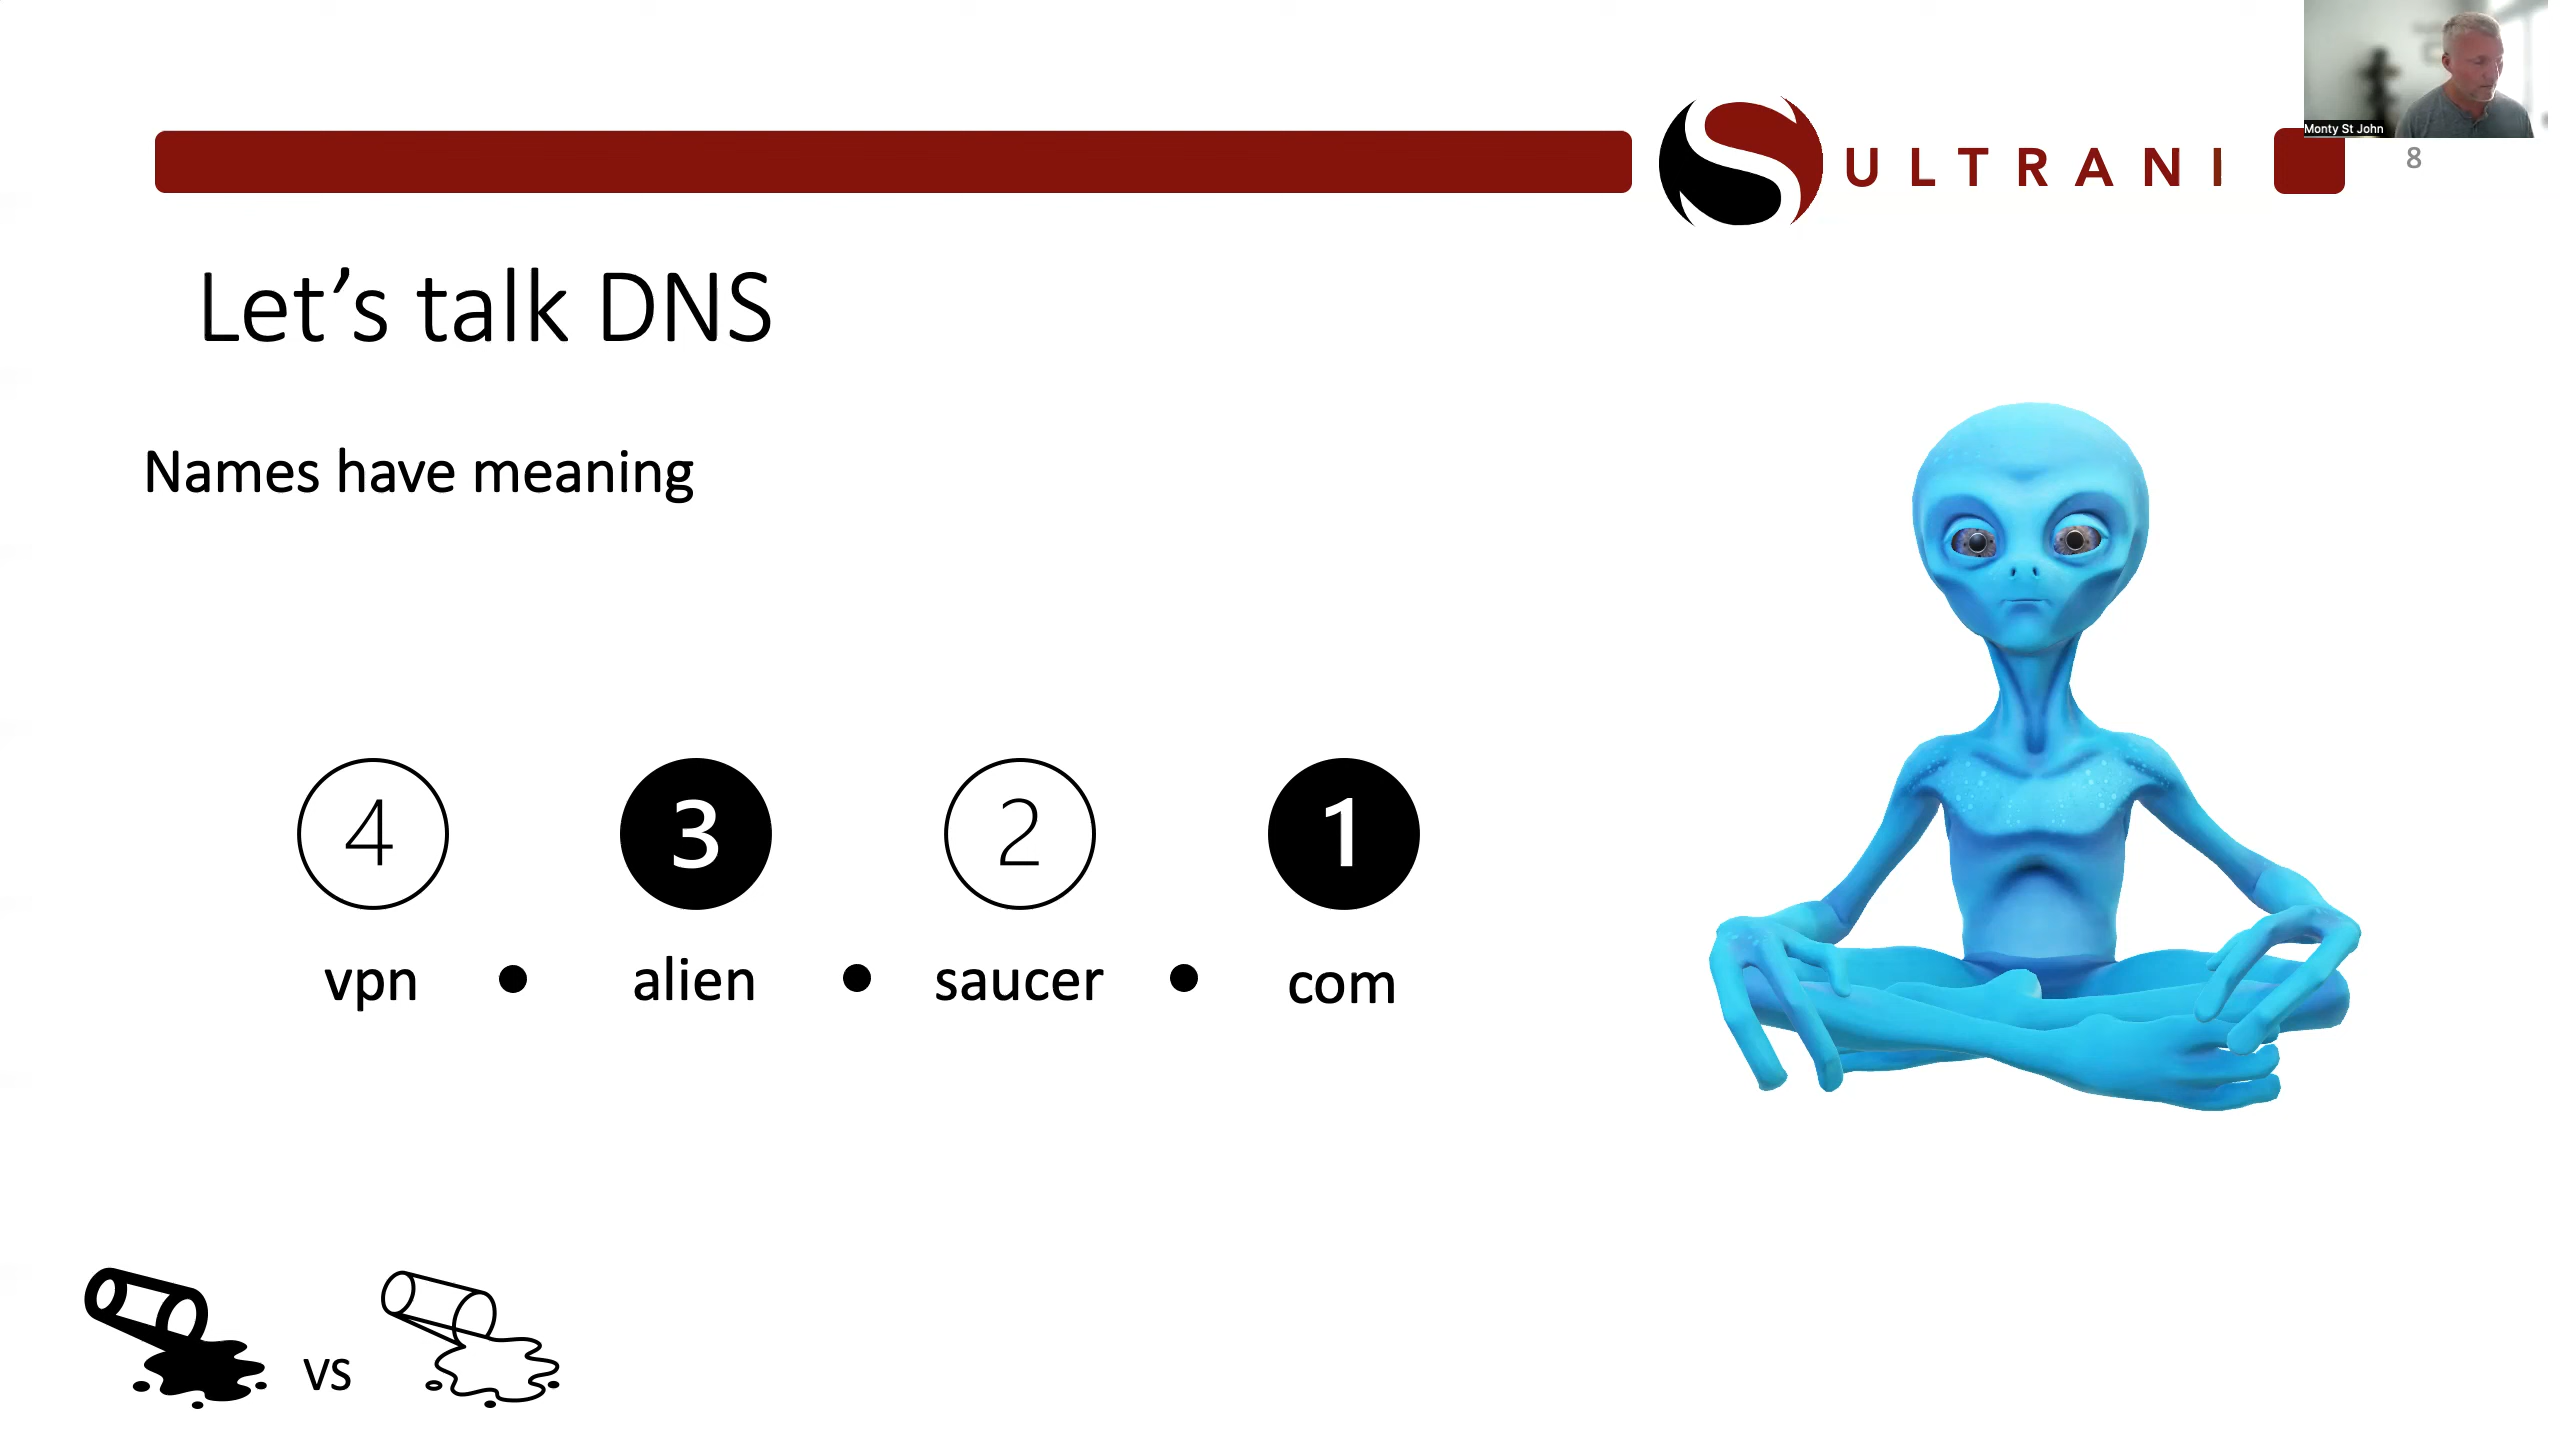 Monty St John
SULTRANI
8
Let’s talk DNS
Names have meaning
4 3 2 1
vpn • alien • saucer • com
vs